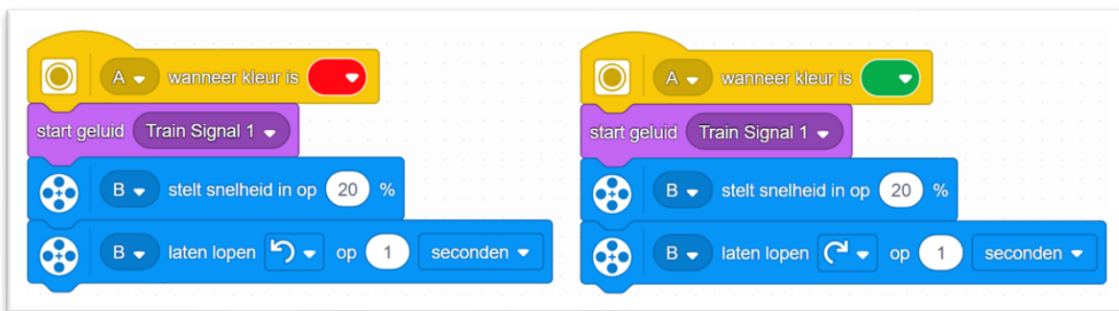 A wanneer kleur is
start geluid Train Signal 1
B stelt snelheid in op 20 %
B laten lopen op 1 seconden
A wanneer kleur is
start geluid Train Signal 1
B stelt snelheid in op 20 %
B laten lopen op 1 seconden